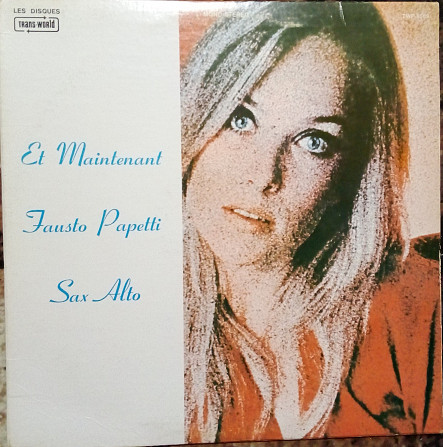 LES DISQUES
TRANS-WORLD
Et Maintenant
Fausto Papetti
Sax Alto